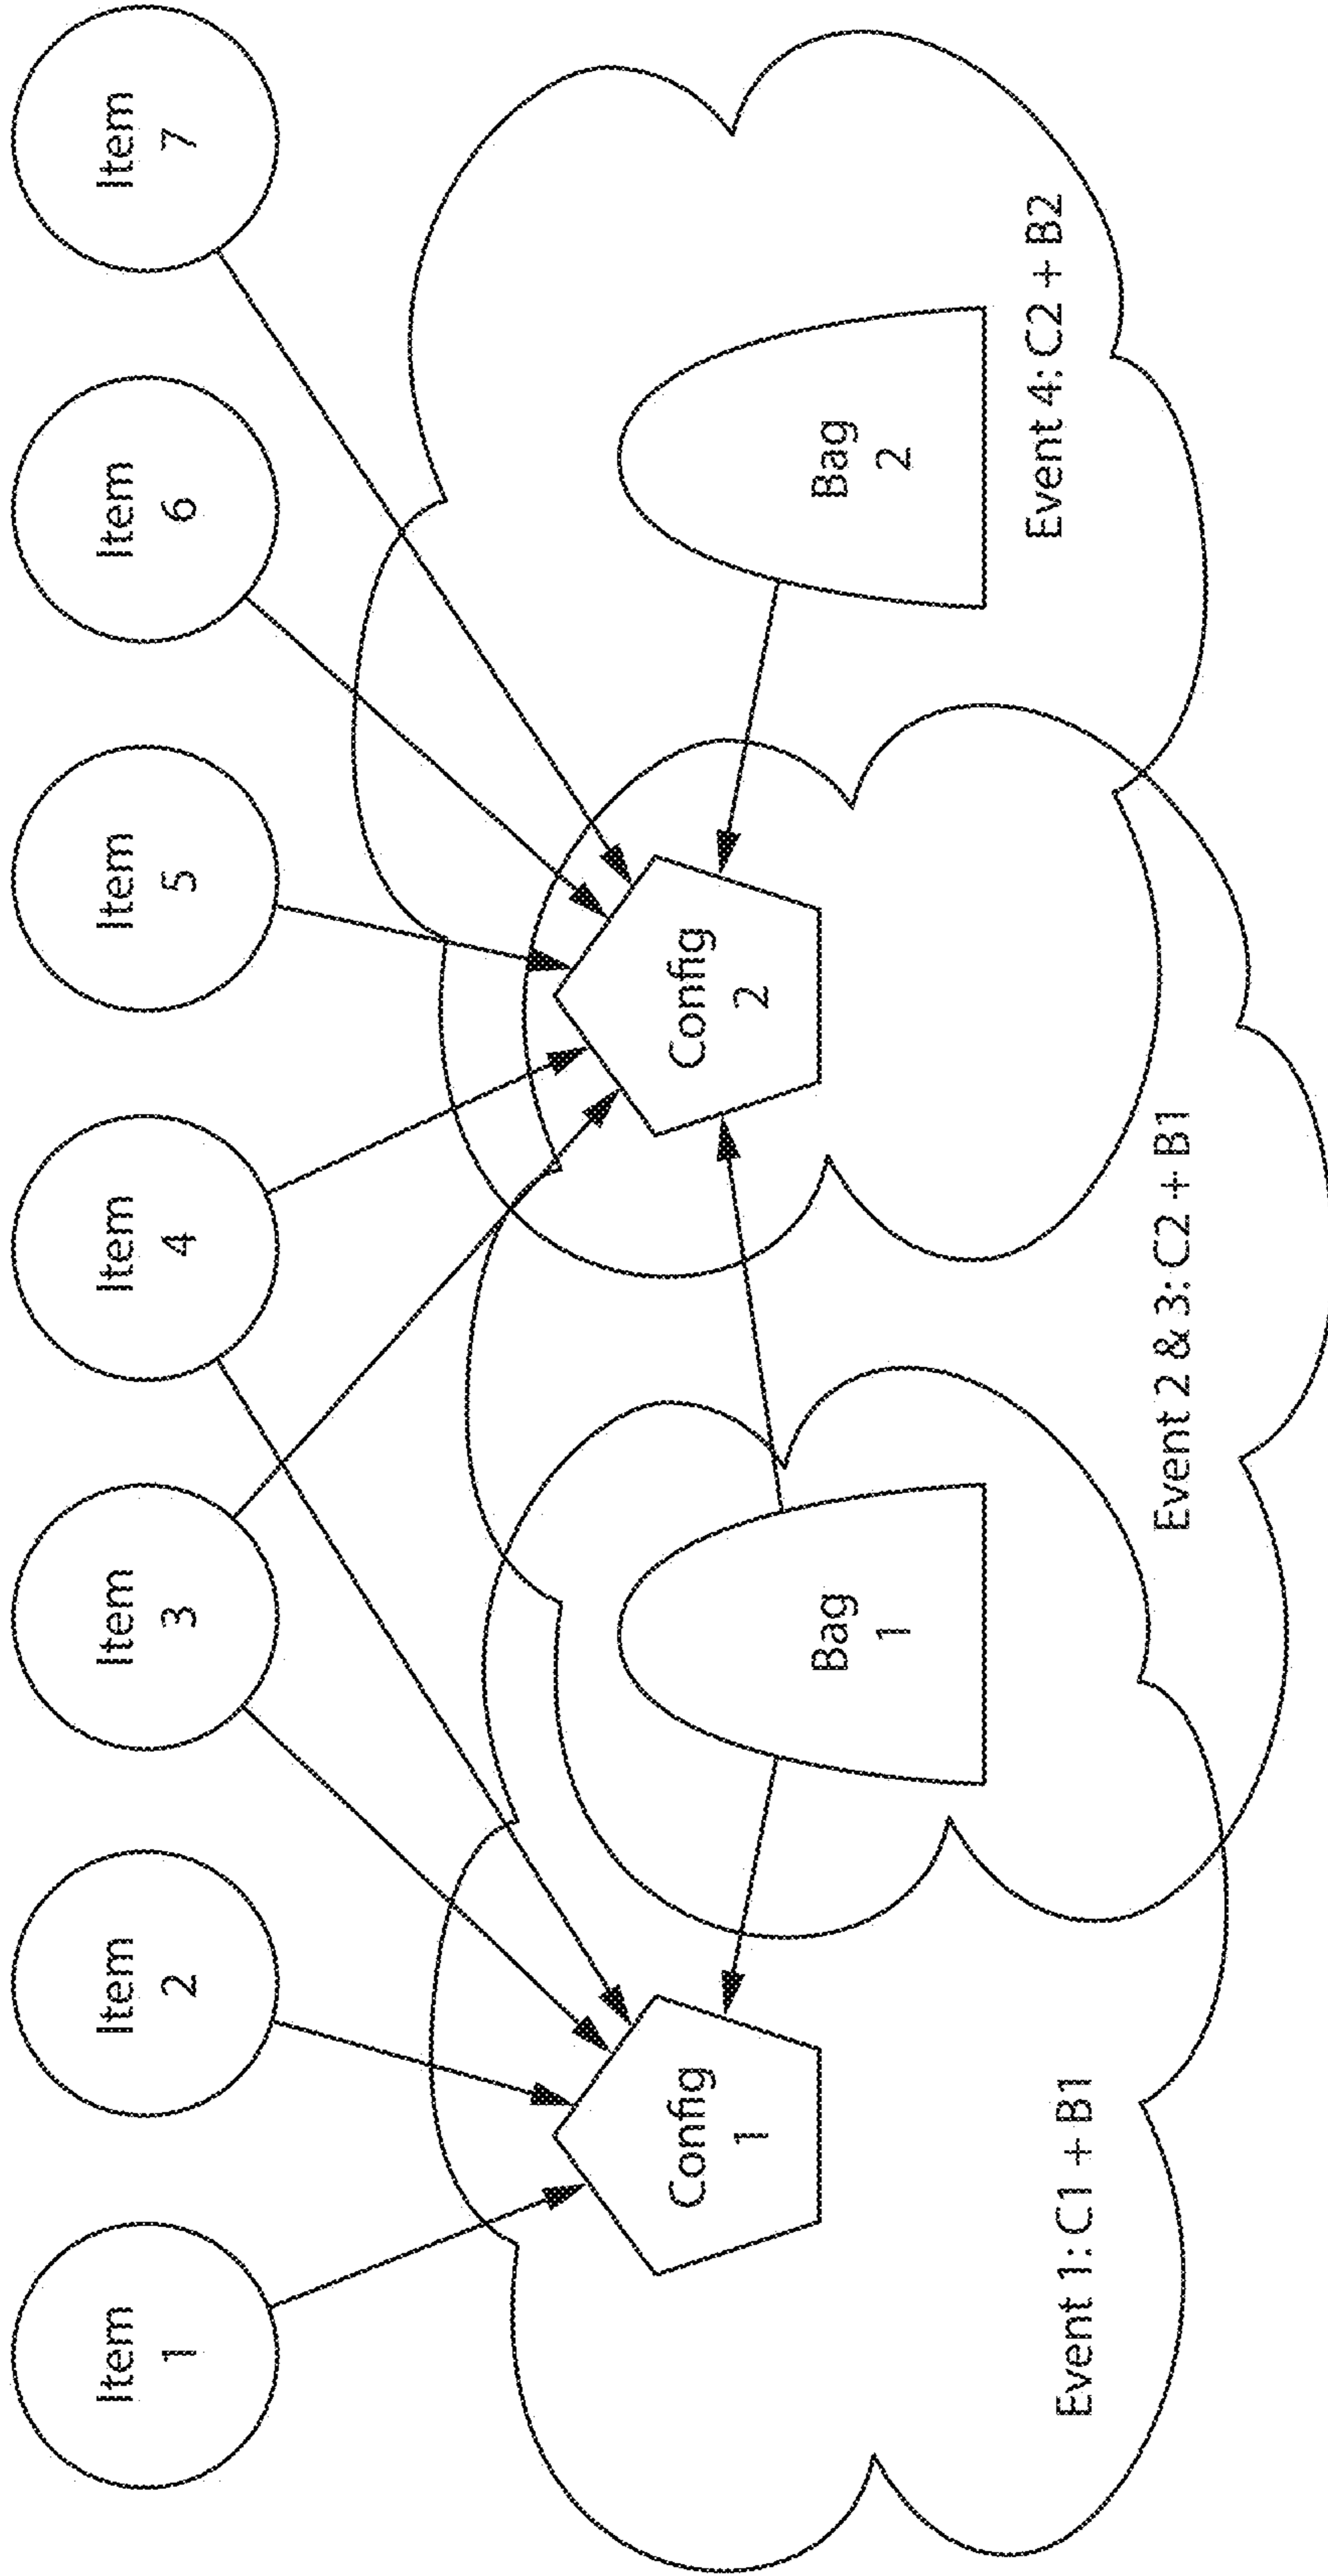 Item
1
Item
2
Item
3
Item
4
Item
5
Item
6
Item
7
Config
1
Bag
1
Config
2
Bag
2
Event 1: C1 + B1
Event 2 & 3: C2 + B1
Event 4: C2 + B2